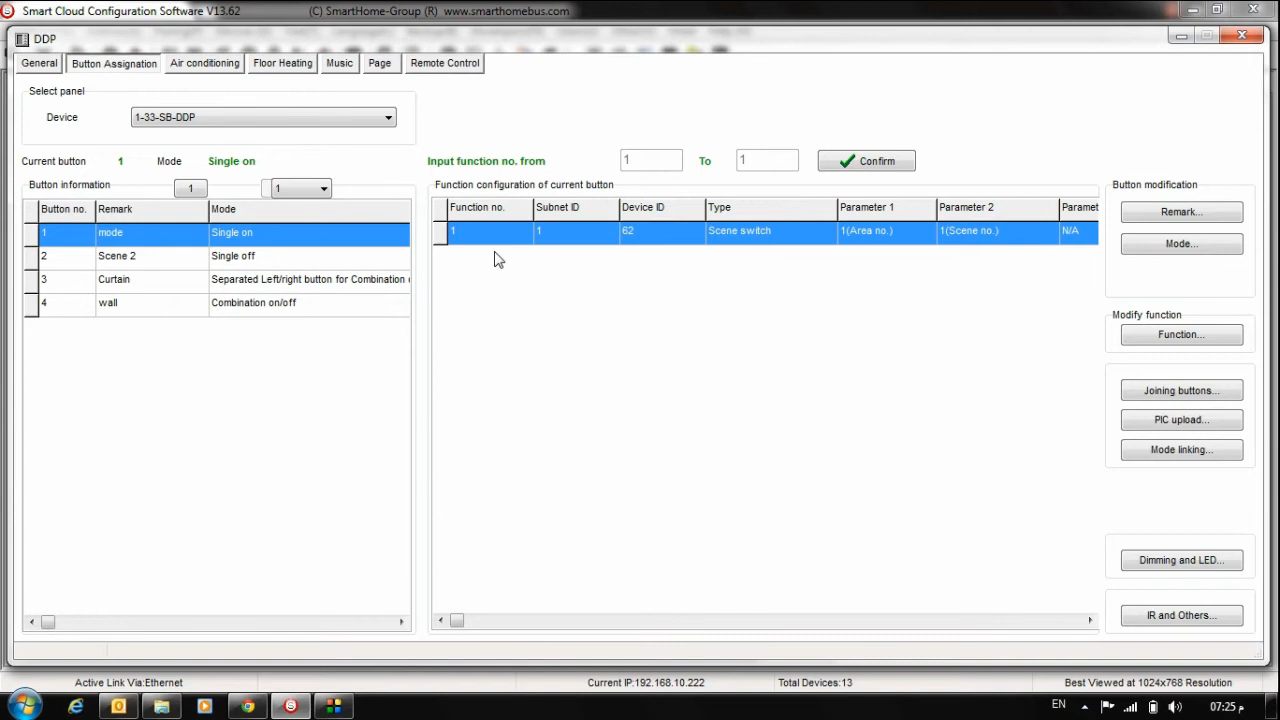 Smart Cloud Configuration Software V13.62 (C) SmartHome-Group (R) www.smarthomebus.com
DDP
General Button Assignation Air conditioning Floor Heating Music Page Remote Control
Select panel
Device 1-33-SB-DDP
Current button 1 Mode Single on Input function no. from 1 To 1 Confirm
Button information 1 1 Function configuration of current button Button modification
Button no. Remark Mode Function no. Subnet ID Device ID Type Parameter 1 Parameter 2 Paramet Remark...
1 mode Single on 1 1 62 Scene switch 1(Area no.) 1(Scene no.) N/A
Mode...
2 Scene 2 Single off
3 Curtain Separated Left/right button for Combination
4 wall Combination on/off
Modify function
Function...
Joining buttons...
PIC upload...
Mode linking...
Dimming and LED...
IR and Others...
Active Link Via:Ethernet Current IP:192.168.10.222 Total Devices:13 Best Viewed at 1024x768 Resolution
EN 07:25 م